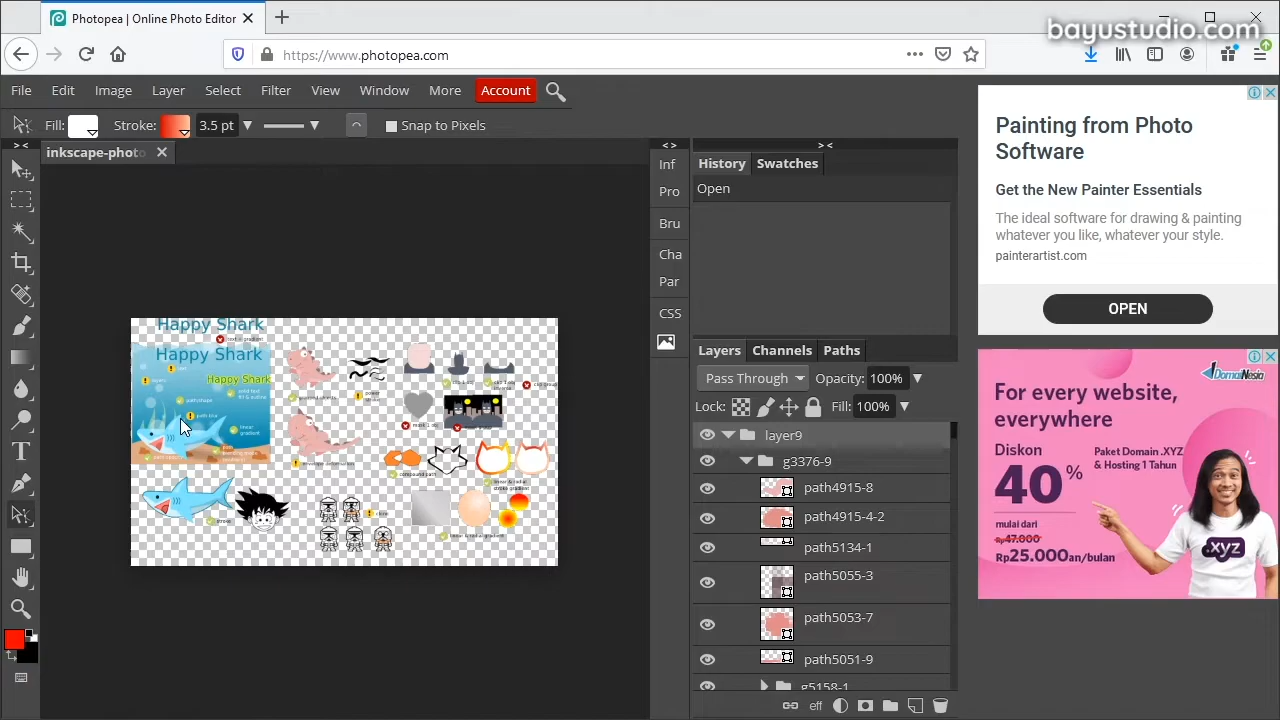 Photopea | Online Photo Editor
bayustudio.com
https://www.photopea.com
File Edit Image Layer Select Filter View Window More Account
Fill: Stroke: 3.5 pt Snap to Pixels
> < inkscape-photo < > > <
Inf
Pro
Bru
Cha
Par
CSS
History Swatches
Open
Layers Channels Paths
Pass Through Opacity: 100%
Lock: Fill: 100%
layer9
g3376-9
path4915-8
path4915-4-2
path5134-1
path5055-3
path5053-7
path5051-9
g5158-1
eff
Happy Shark
Happy Shark
Happy Shark
Painting from Photo
Software
Get the New Painter Essentials
The ideal software for drawing & painting
whatever you like, whatever your style.
painterartist.com
OPEN
DomaiNesia
For every website,
everywhere
Diskon
40%
Paket Domain .XYZ
& Hosting 1 Tahun
mulai dari
Rp47.000
Rp25.000an/bulan
.xyz